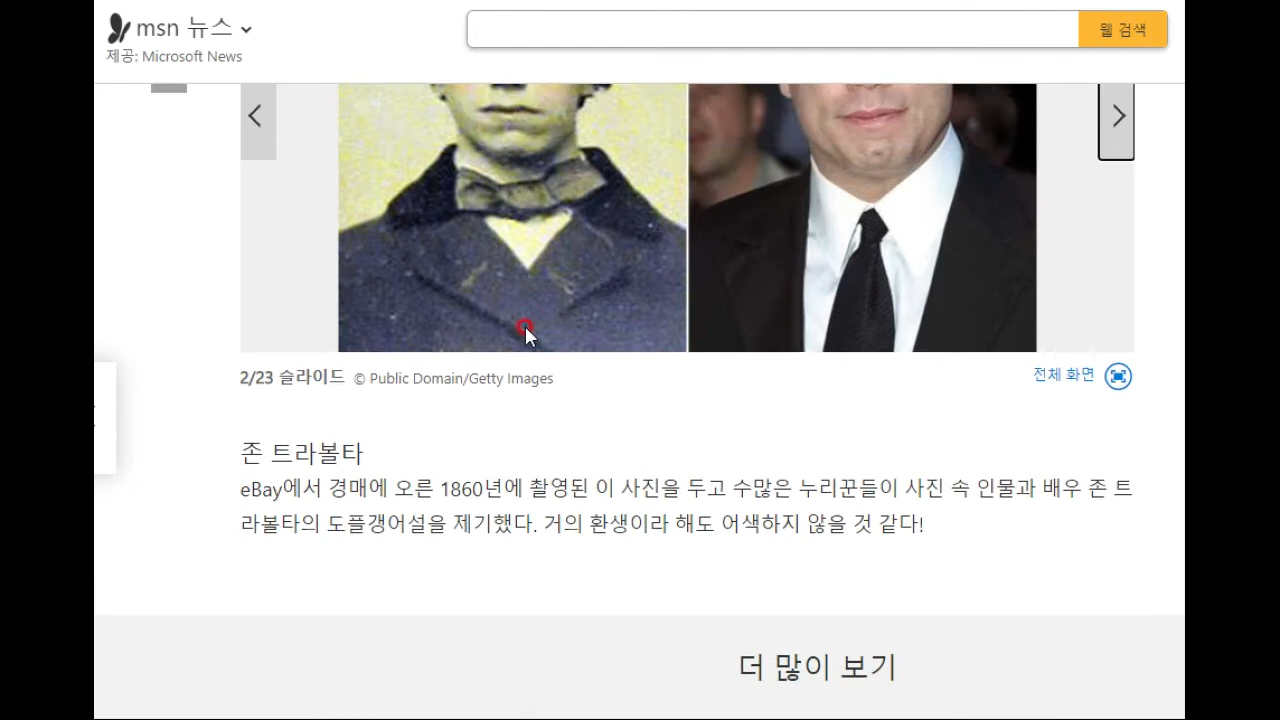 msn 뉴스
웹 검색
제공: Microsoft News
2/23 슬라이드 © Public Domain/Getty Images
전체 화면
존 트라볼타
eBay에서 경매에 오른 1860년에 촬영된 이 사진을 두고 수많은 누리꾼들이 사진 속 인물과 배우 존 트
라볼타의 도플갱어설을 제기했다. 거의 환생이라 해도 어색하지 않을 것 같다!
더 많이 보기